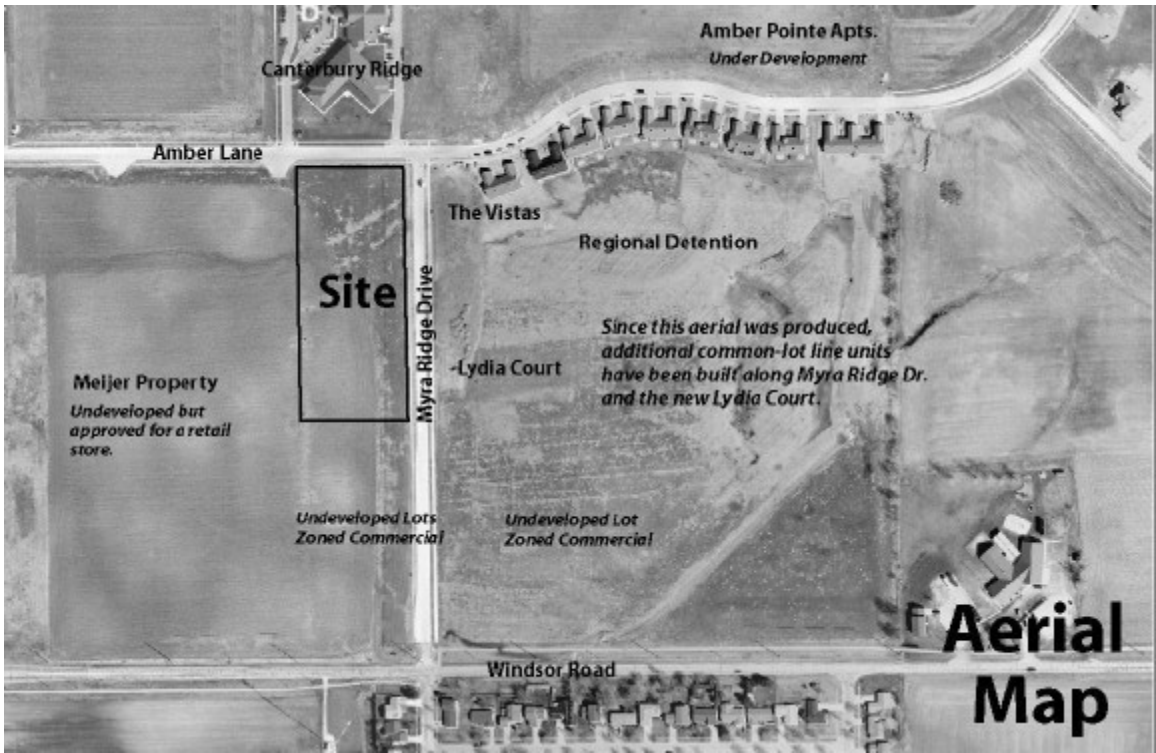 Amber Pointe Apts.
Under Development
Canterbury Ridge
Amber Lane
The Vistas
Regional Detention
Site
Myra Ridge Drive
Since this aerial was produced,
additional common-lot line units
have been built along Myra Ridge Dr.
and the new Lydia Court.
-Lydia Court
Meijer Property
Undeveloped but
approved for a retail
store.
Undeveloped Lots
Zoned Commercial
Undeveloped Lot
Zoned Commercial
Windsor Road
Aerial
Map